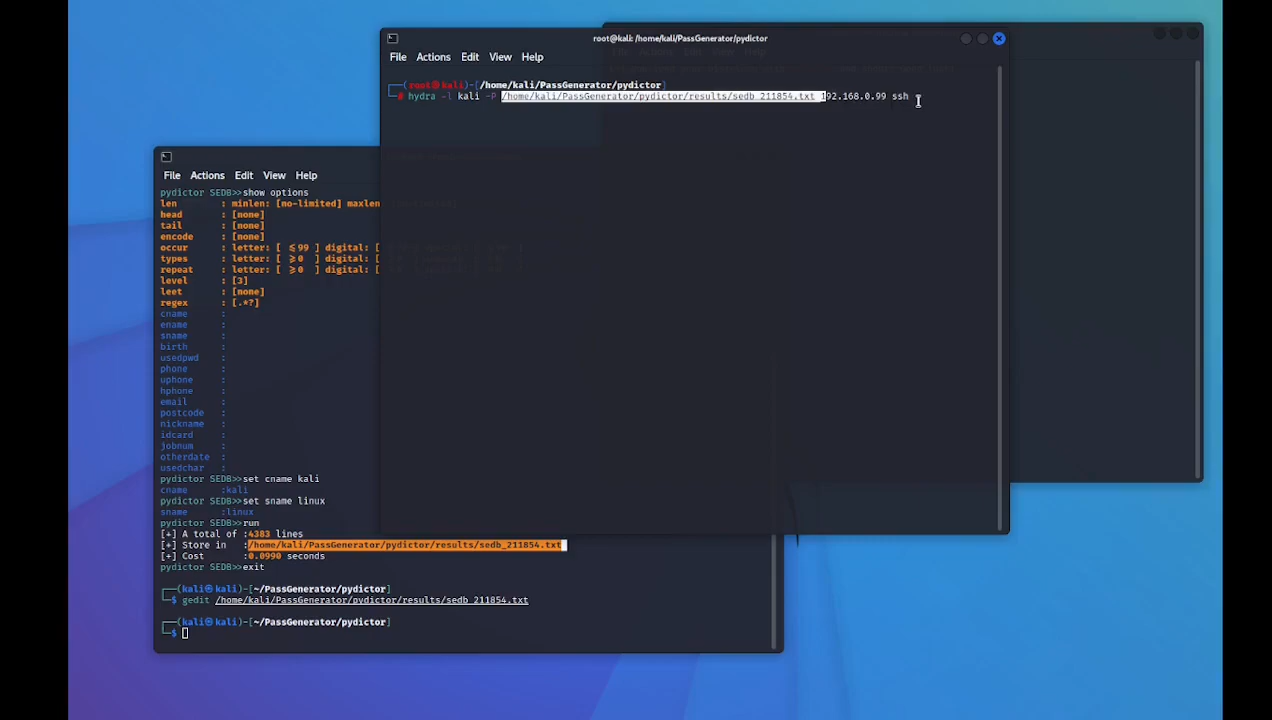 root@kali: /home/kali/PassGenerator/pydictor
File Actions Edit View Help
┌──(root㉿kali)-[/home/kali/PassGenerator/pydictor]
└─# hydra -l kali -P /home/kali/PassGenerator/pydictor/results/sedb_211854.txt 192.168.0.99 ssh
File Actions Edit View Help
pydictor SEDB>>show options
len : minlen: [no-limited] maxlen
head : [none]
tail : [none]
encode : [none]
occur : letter: [ ≤99 ] digital: [
types : letter: [ ≥0 ] digital: [
repeat : letter: [ ≥0 ] digital: [
level : [3]
leet : [none]
regex : [.*?]
cname :
ename :
sname :
birth :
usedpwd :
phone :
uphone :
hphone :
email :
postcode :
nickname :
idcard :
jobnum :
otherdate :
usedchar :
pydictor SEDB>>set cname kali
cname :kali
pydictor SEDB>>set sname linux
sname :linux
pydictor SEDB>>run
[+] A total of :4383 lines
[+] Store in :/home/kali/PassGenerator/pydictor/results/sedb_211854.txt
[+] Cost :0.0990 seconds
pydictor SEDB>>exit
┌──(kali㉿kali)-[~/PassGenerator/pydictor]
└─$ gedit /home/kali/PassGenerator/pydictor/results/sedb_211854.txt
┌──(kali㉿kali)-[~/PassGenerator/pydictor]
└─$